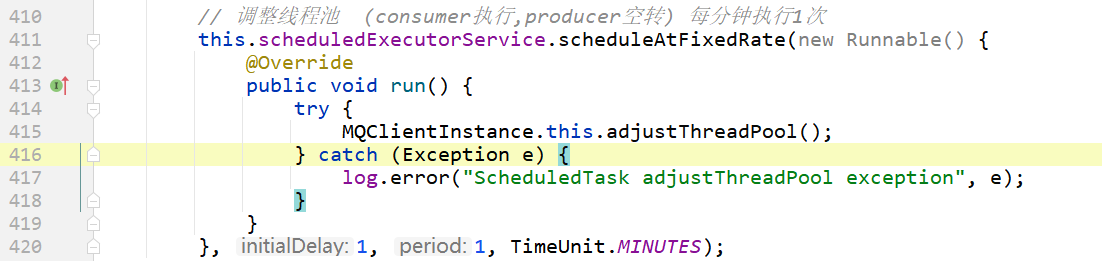 410 // 调整线程池 (consumer执行,producer空转) 每分钟执行1次
411 this.scheduledExecutorService.scheduleAtFixedRate(new Runnable() {
412 @Override
413 public void run() {
414 try {
415 MQClientInstance.this.adjustThreadPool();
416 } catch (Exception e) {
417 log.error("ScheduledTask adjustThreadPool exception", e);
418 }
419 }
420 }, initialDelay: 1, period: 1, TimeUnit.MINUTES);